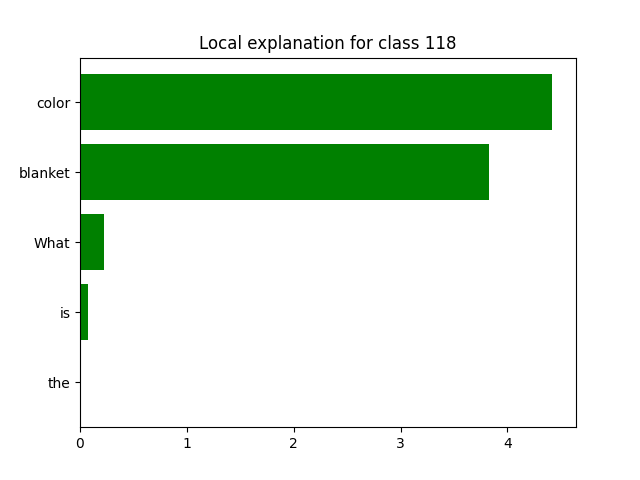 Local explanation for class 118
color
blanket
What
is
the
0 1 2 3 4